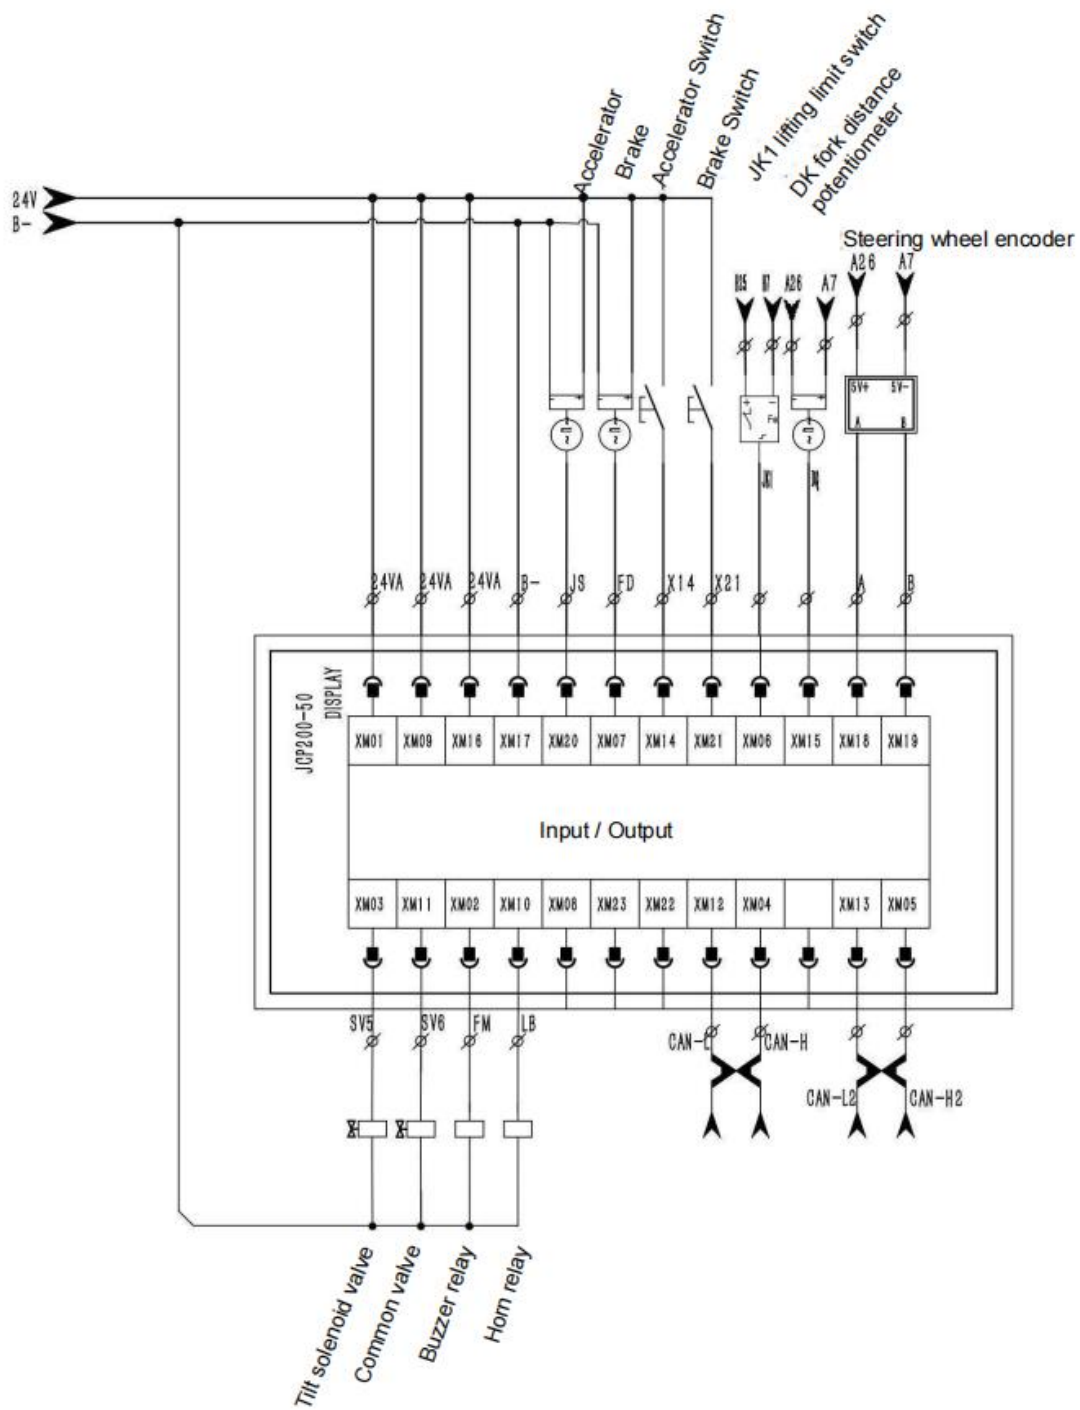 Accelerator
Brake
Accelerator Switch
Brake Switch
JK1 lifting limit switch
DK fork distance
potentiometer
24V
B-
Steering wheel encoder
A26
A7
A26
A7
5V+
5V-
A
B
Fe
JK1
24VA
24VA
24VA
B-
JS
FD
X14
X21
A
B
JCP200-50
DISPLAY
XM01
XM09
XM16
XM17
XM20
XM07
XM14
XM21
XM06
XM15
XM18
XM19
Input / Output
XM03
XM11
XM02
XM10
XM08
XM23
XM22
XM12
XM04
XM13
XM05
SV5
SV6
FM
LB
CAN-L
CAN-H
CAN-L2
CAN-H2
Tilt solenoid valve
Common valve
Buzzer relay
Horn relay